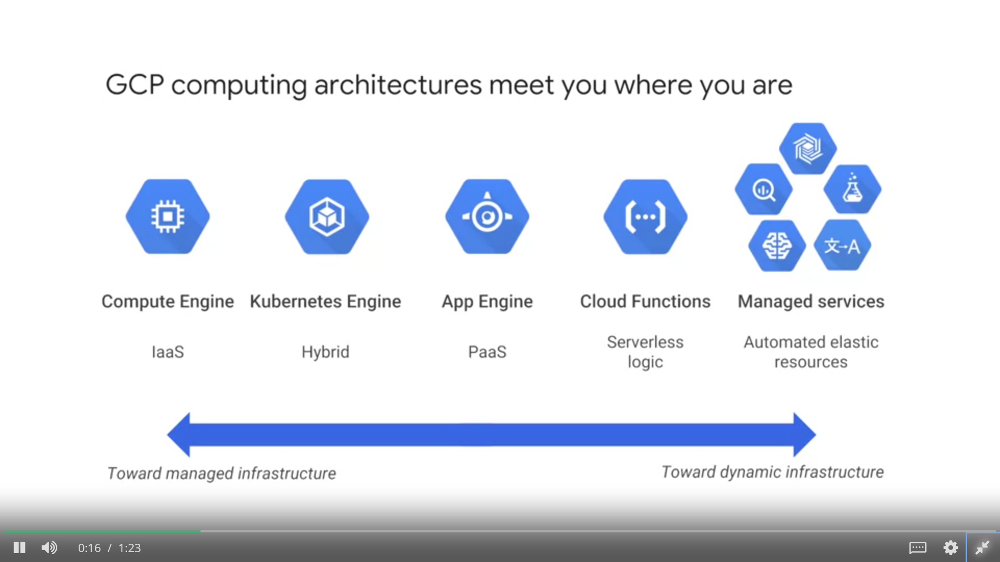 GCP computing architectures meet you where you are
文→A
Compute Engine
Kubernetes Engine
App Engine
Cloud Functions
Managed services
IaaS
Hybrid
PaaS
Serverless
logic
Automated elastic
resources
Toward managed infrastructure
Toward dynamic infrastructure
0:16 / 1:23